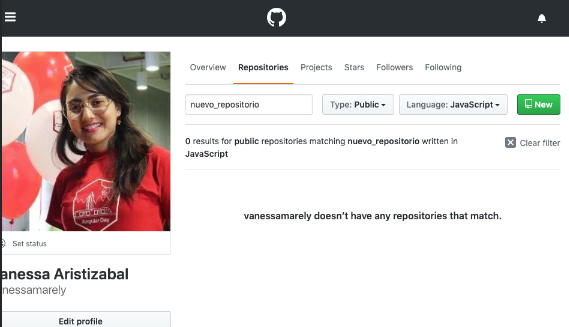 Overview Repositories Projects Stars Followers Following
nuevo_repositorio Type: Public Language: JavaScript New
0 results for public repositories matching nuevo_repositorio written in
JavaScript
Clear filter
vanessamarely doesn't have any repositories that match.
Angular Day
Set status
anessa Aristizabal
nessamarely
Edit profile